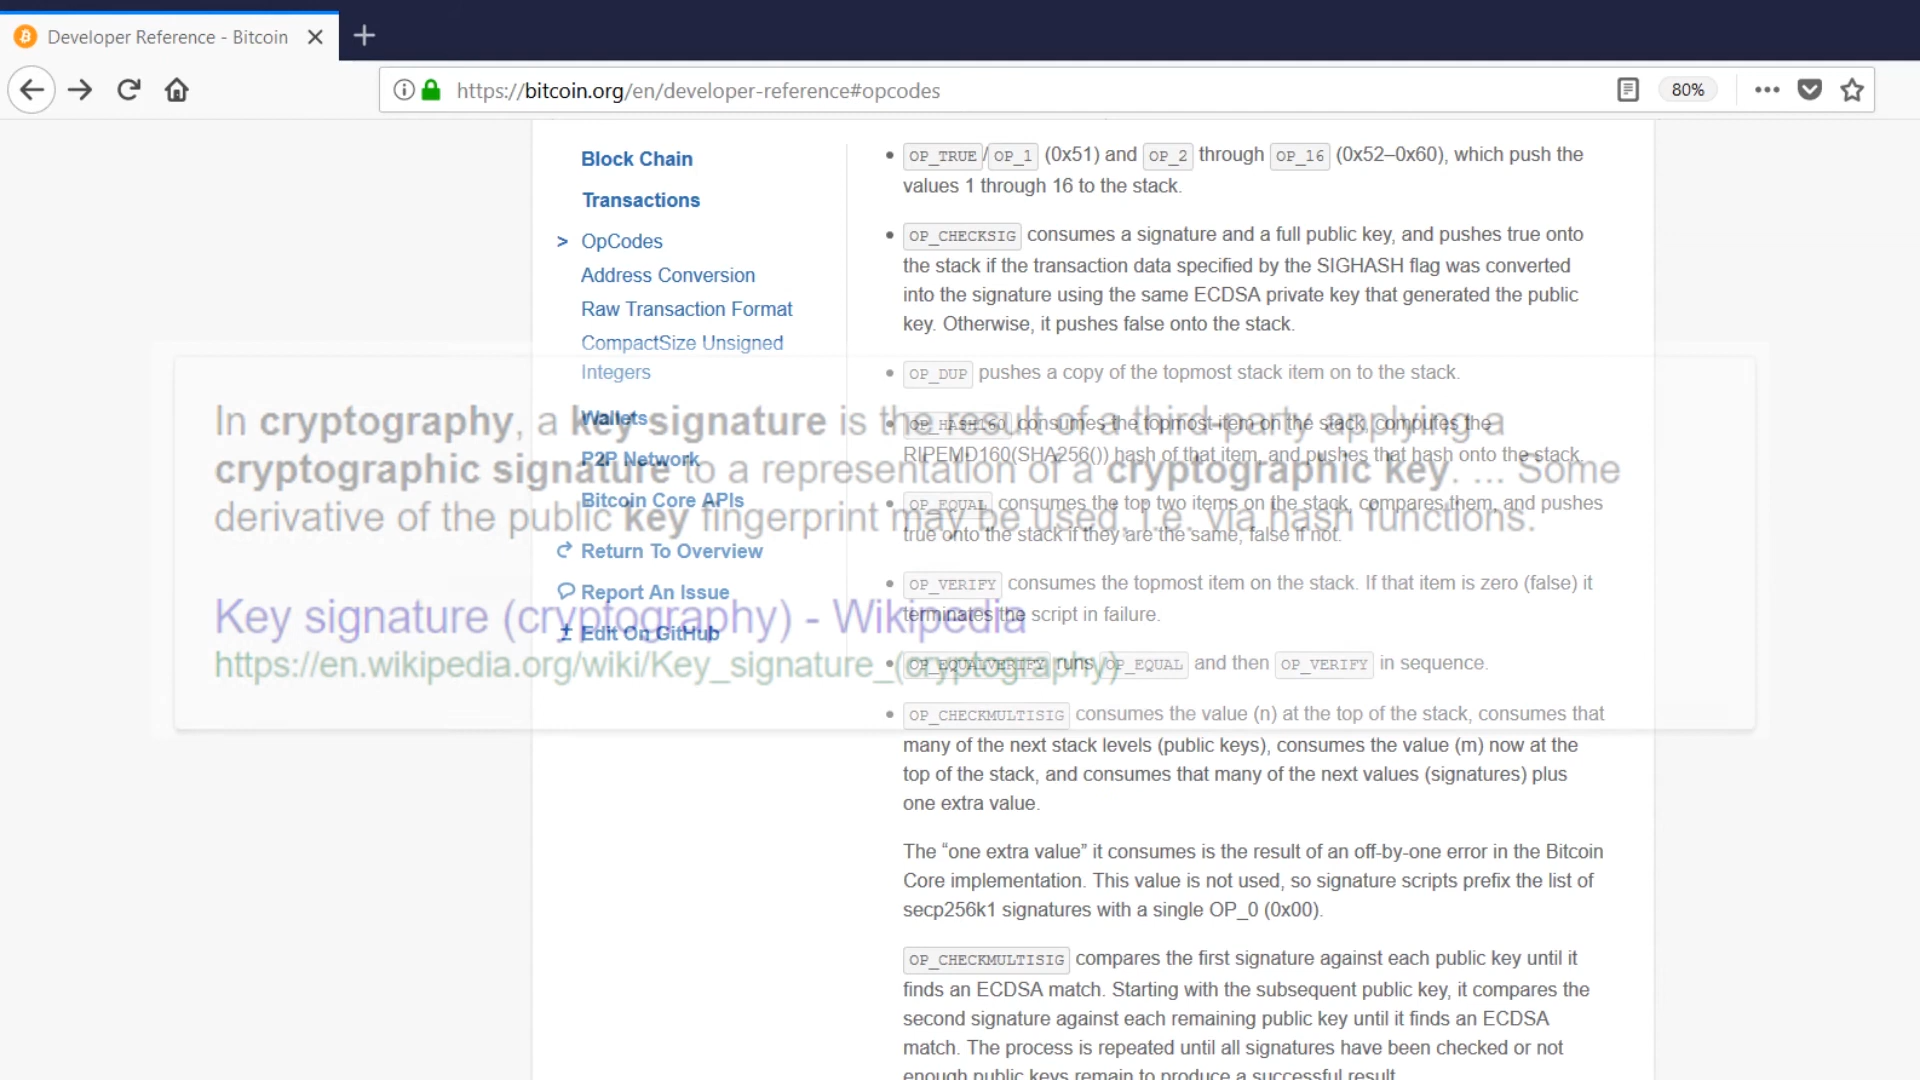 Developer Reference - Bitcoin
https://bitcoin.org/en/developer-reference#opcodes
80%
Block Chain
Transactions
> OpCodes
Address Conversion
Raw Transaction Format
CompactSize Unsigned
Integers
Wallets
P2P Network
Bitcoin Core APIs
Return To Overview
Report An Issue
Edit On GitHub
• OP_TRUE/OP_1 (0x51) and OP_2 through OP_16 (0x52–0x60), which push the
values 1 through 16 to the stack.
• OP_CHECKSIG consumes a signature and a full public key, and pushes true onto
the stack if the transaction data specified by the SIGHASH flag was converted
into the signature using the same ECDSA private key that generated the public
key. Otherwise, it pushes false onto the stack.
• OP_DUP pushes a copy of the topmost stack item on to the stack.
• OP_HASH160 consumes the topmost item on the stack, computes the
RIPEMD160(SHA256()) hash of that item, and pushes that hash onto the stack.
• OP_EQUAL consumes the top two items on the stack, compares them, and pushes
true onto the stack if they are the same, false if not.
• OP_VERIFY consumes the topmost item on the stack. If that item is zero (false) it
terminates the script in failure.
• OP_EQUALVERIFY runs OP_EQUAL and then OP_VERIFY in sequence.
• OP_CHECKMULTISIG consumes the value (n) at the top of the stack, consumes that
many of the next stack levels (public keys), consumes the value (m) now at the
top of the stack, and consumes that many of the next values (signatures) plus
one extra value.
The “one extra value” it consumes is the result of an off-by-one error in the Bitcoin
Core implementation. This value is not used, so signature scripts prefix the list of
secp256k1 signatures with a single OP_0 (0x00).
OP_CHECKMULTISIG compares the first signature against each public key until it
finds an ECDSA match. Starting with the subsequent public key, it compares the
second signature against each remaining public key until it finds an ECDSA
match. The process is repeated until all signatures have been checked or not
enough public keys remain to produce a successful result.
In cryptography, a key signature is the result of a third-party applying a
cryptographic signature to a representation of a cryptographic key. ... Some
derivative of the public key fingerprint may be used, i.e. via hash functions.
Key signature (cryptography) - Wikipedia
https://en.wikipedia.org/wiki/Key_signature_(cryptography)